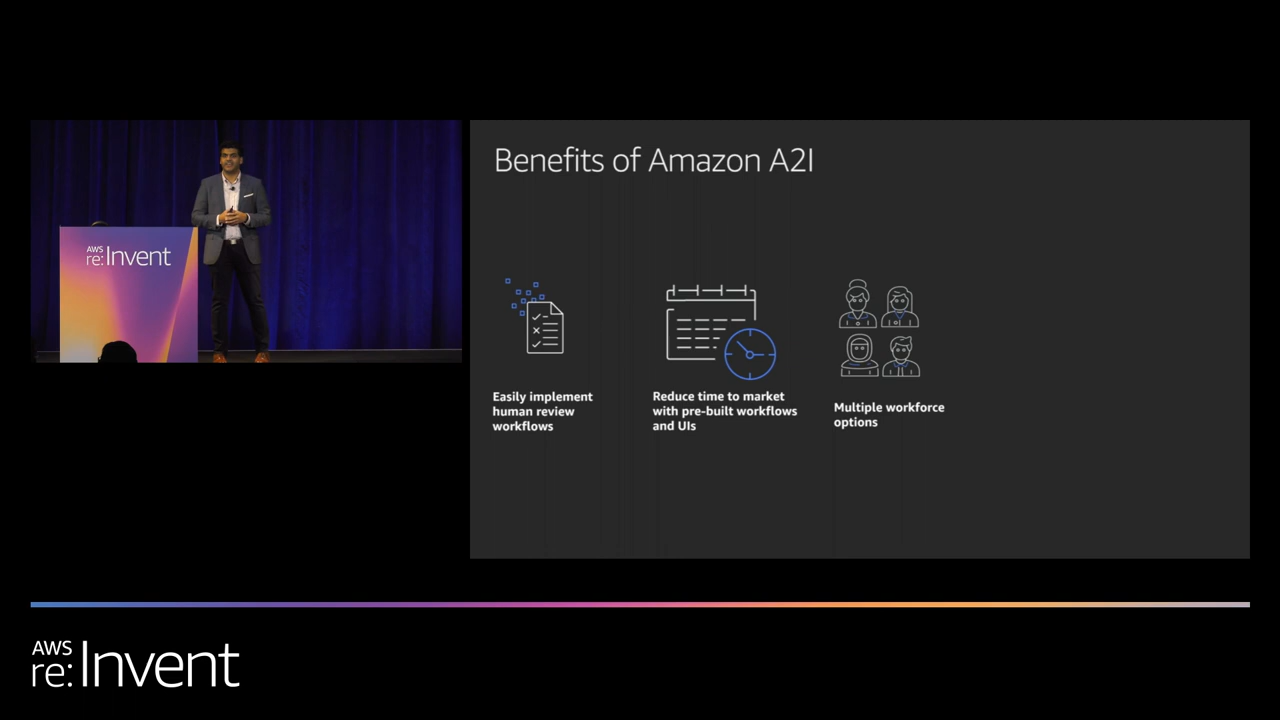 Benefits of Amazon A2I
AWS
re:Invent
Easily implement
human review
workflows
Reduce time to market
with pre-built workflows
and UIs
Multiple workforce
options
AWS
re:Invent